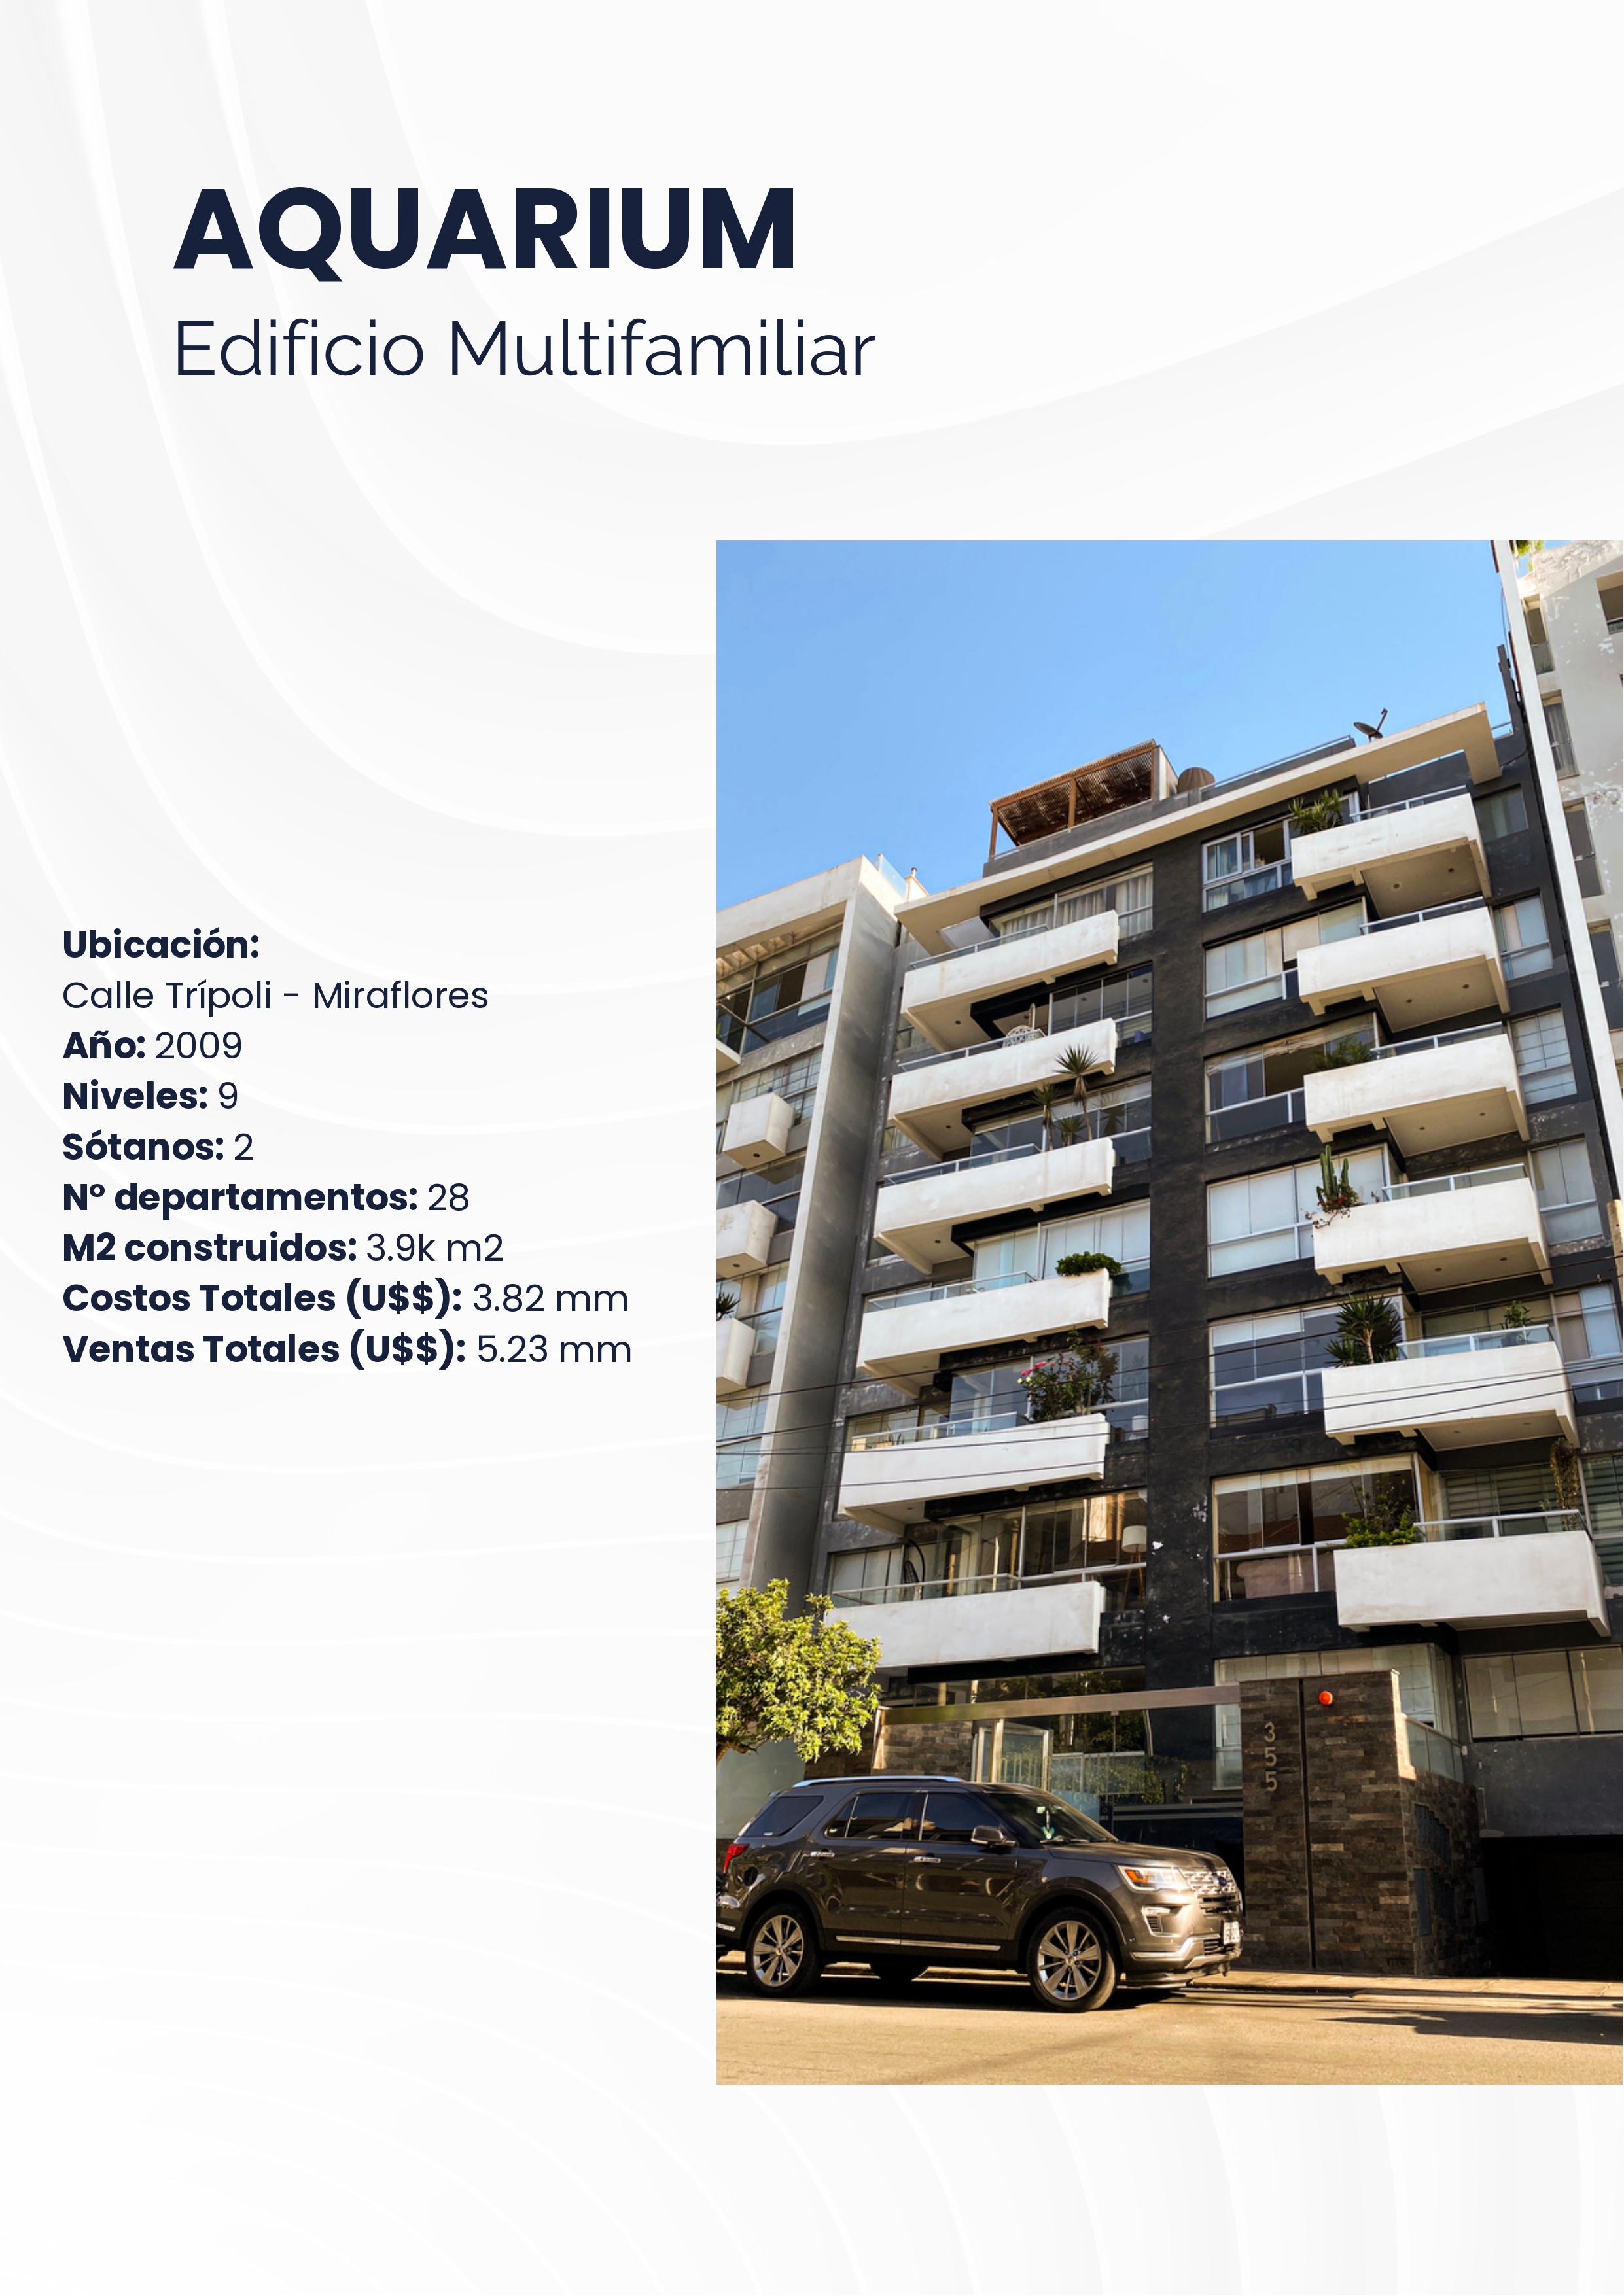 AQUARIUM
Edificio Multifamiliar
Ubicación:
Calle Trípoli - Miraflores
Año: 2009
Niveles: 9
Sótanos: 2
N° departamentos: 28
M2 construidos: 3.9k m2
Costos Totales (U$$): 3.82 mm
Ventas Totales (U$$): 5.23 mm
355